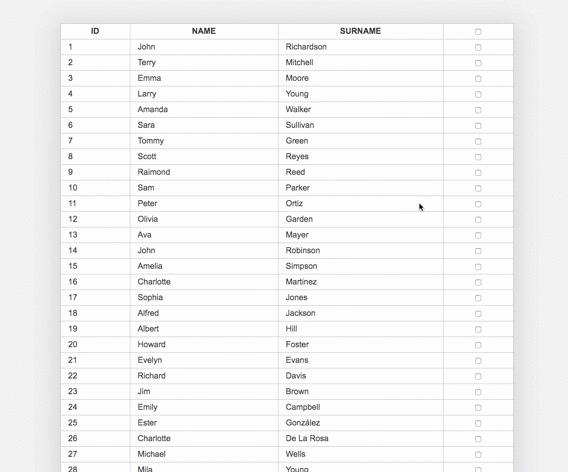 ID NAME SURNAME
1 John Richardson
2 Terry Mitchell
3 Emma Moore
4 Larry Young
5 Amanda Walker
6 Sara Sullivan
7 Tommy Green
8 Scott Reyes
9 Raimond Reed
10 Sam Parker
11 Peter Ortiz
12 Olivia Garden
13 Ava Mayer
14 John Robinson
15 Amelia Simpson
16 Charlotte Martinez
17 Sophia Jones
18 Alfred Jackson
19 Albert Hill
20 Howard Foster
21 Evelyn Evans
22 Richard Davis
23 Jim Brown
24 Emily Campbell
25 Ester González
26 Charlotte De La Rosa
27 Michael Wells
28 Mila Young